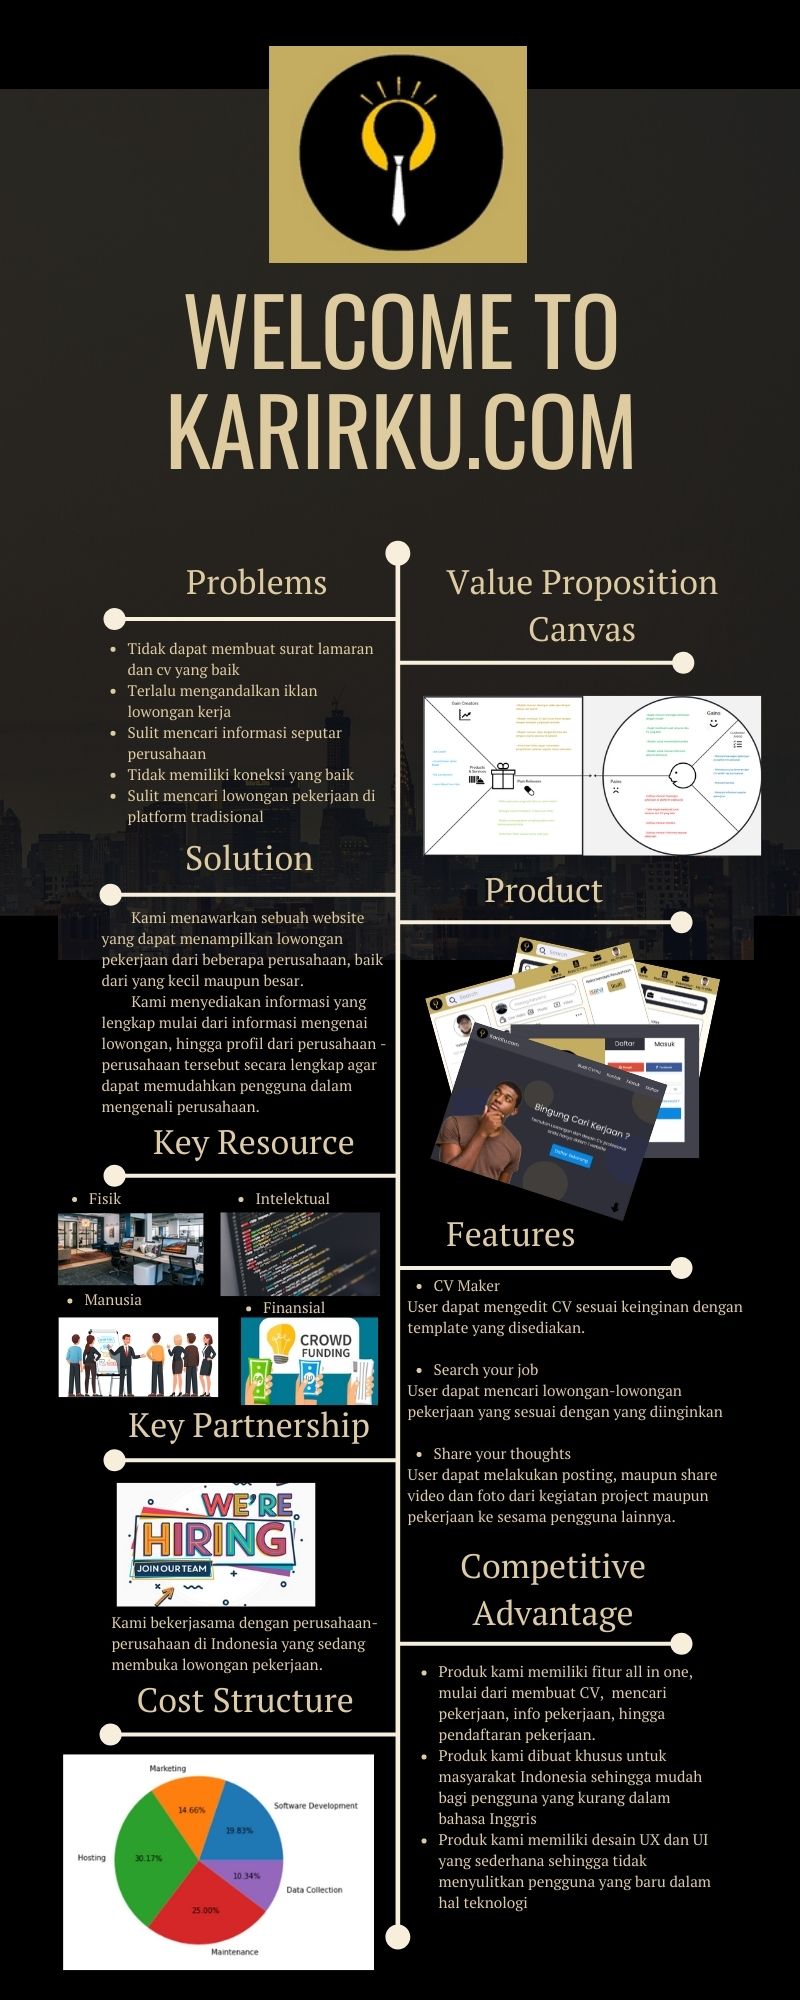 WELCOME TO
KARIRKU.COM
Problems
• Tidak dapat membuat surat lamaran
dan cv yang baik
• Terlalu mengandalkan iklan
lowongan kerja
• Sulit mencari informasi seputar
perusahaan
• Tidak memiliki koneksi yang baik
• Sulit mencari lowongan pekerjaan di
platform tradisional
Solution
Kami menawarkan sebuah website
yang dapat menampilkan lowongan
pekerjaan dari beberapa perusahaan, baik
dari yang kecil maupun besar.
Kami menyediakan informasi yang
lengkap mulai dari informasi mengenai
lowongan, hingga profil dari perusahaan -
perusahaan tersebut secara lengkap agar
dapat memudahkan pengguna dalam
mengenali perusahaan.
Key Resource
• Fisik
• Intelektual
• Manusia
• Finansial
CROWD
FUNDING
Key Partnership
WE'RE
HIRING
JOIN OUR TEAM
Kami bekerjasama dengan perusahaan-
perusahaan di Indonesia yang sedang
membuka lowongan pekerjaan.
Cost Structure
Marketing
14.66%
Software Development
19.83%
Hosting
30.17%
10.34%
Data Collection
25.00%
Maintenance
Value Proposition
Canvas
Gain Creators
Gains
Products
& Services
Pain Relievers
Pains
Customer
Product
Search
Daftar
Masuk
karirku.com
Bingung Cari Kerjaan ?
Daftar Sekarang
Features
• CV Maker
User dapat mengedit CV sesuai keinginan dengan
template yang disediakan.
• Search your job
User dapat mencari lowongan-lowongan
pekerjaan yang sesuai dengan yang diinginkan
• Share your thoughts
User dapat melakukan posting, maupun share
video dan foto dari kegiatan project maupun
pekerjaan ke sesama pengguna lainnya.
Competitive
Advantage
• Produk kami memiliki fitur all in one,
mulai dari membuat CV, mencari
pekerjaan, info pekerjaan, hingga
pendaftaran pekerjaan.
• Produk kami dibuat khusus untuk
masyarakat Indonesia sehingga mudah
bagi pengguna yang kurang dalam
bahasa Inggris
• Produk kami memiliki desain UX dan UI
yang sederhana sehingga tidak
menyulitkan pengguna yang baru dalam
hal teknologi